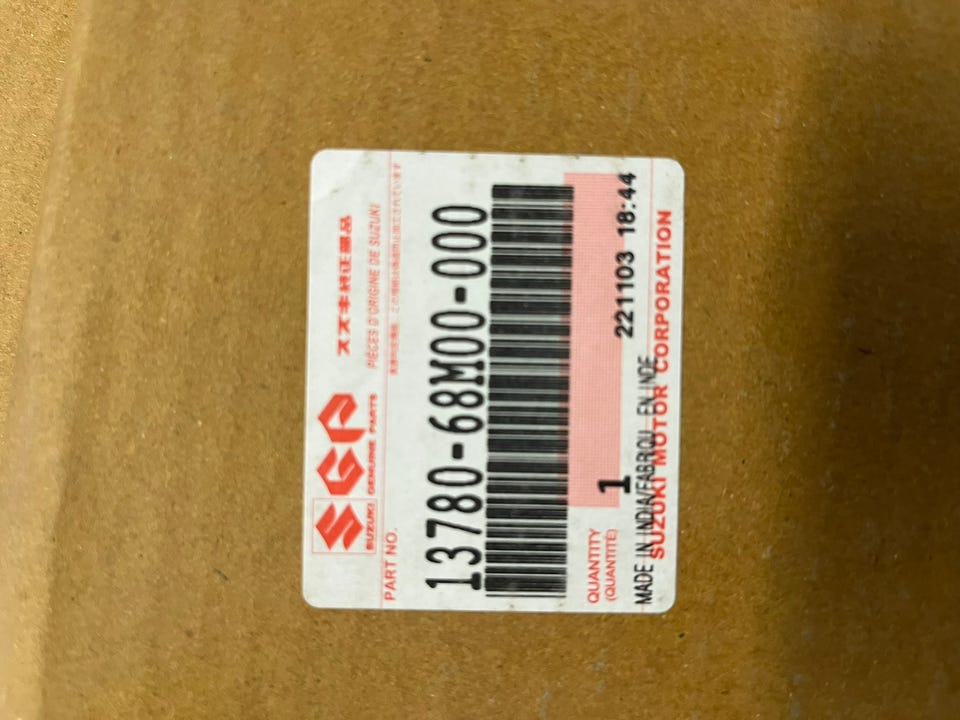 SGP
SUZUKI GENUINE PARTS
スズキ純正部品
PIÈCES D'ORIGINE DE SUZUKI
PART NO.
13780-68M00-000
QUANTITY
(QUANTITÉ)
1
221103 18:44
MADE IN INDIA/FABRIQU EN INDE
SUZUKI MOTOR CORPORATION